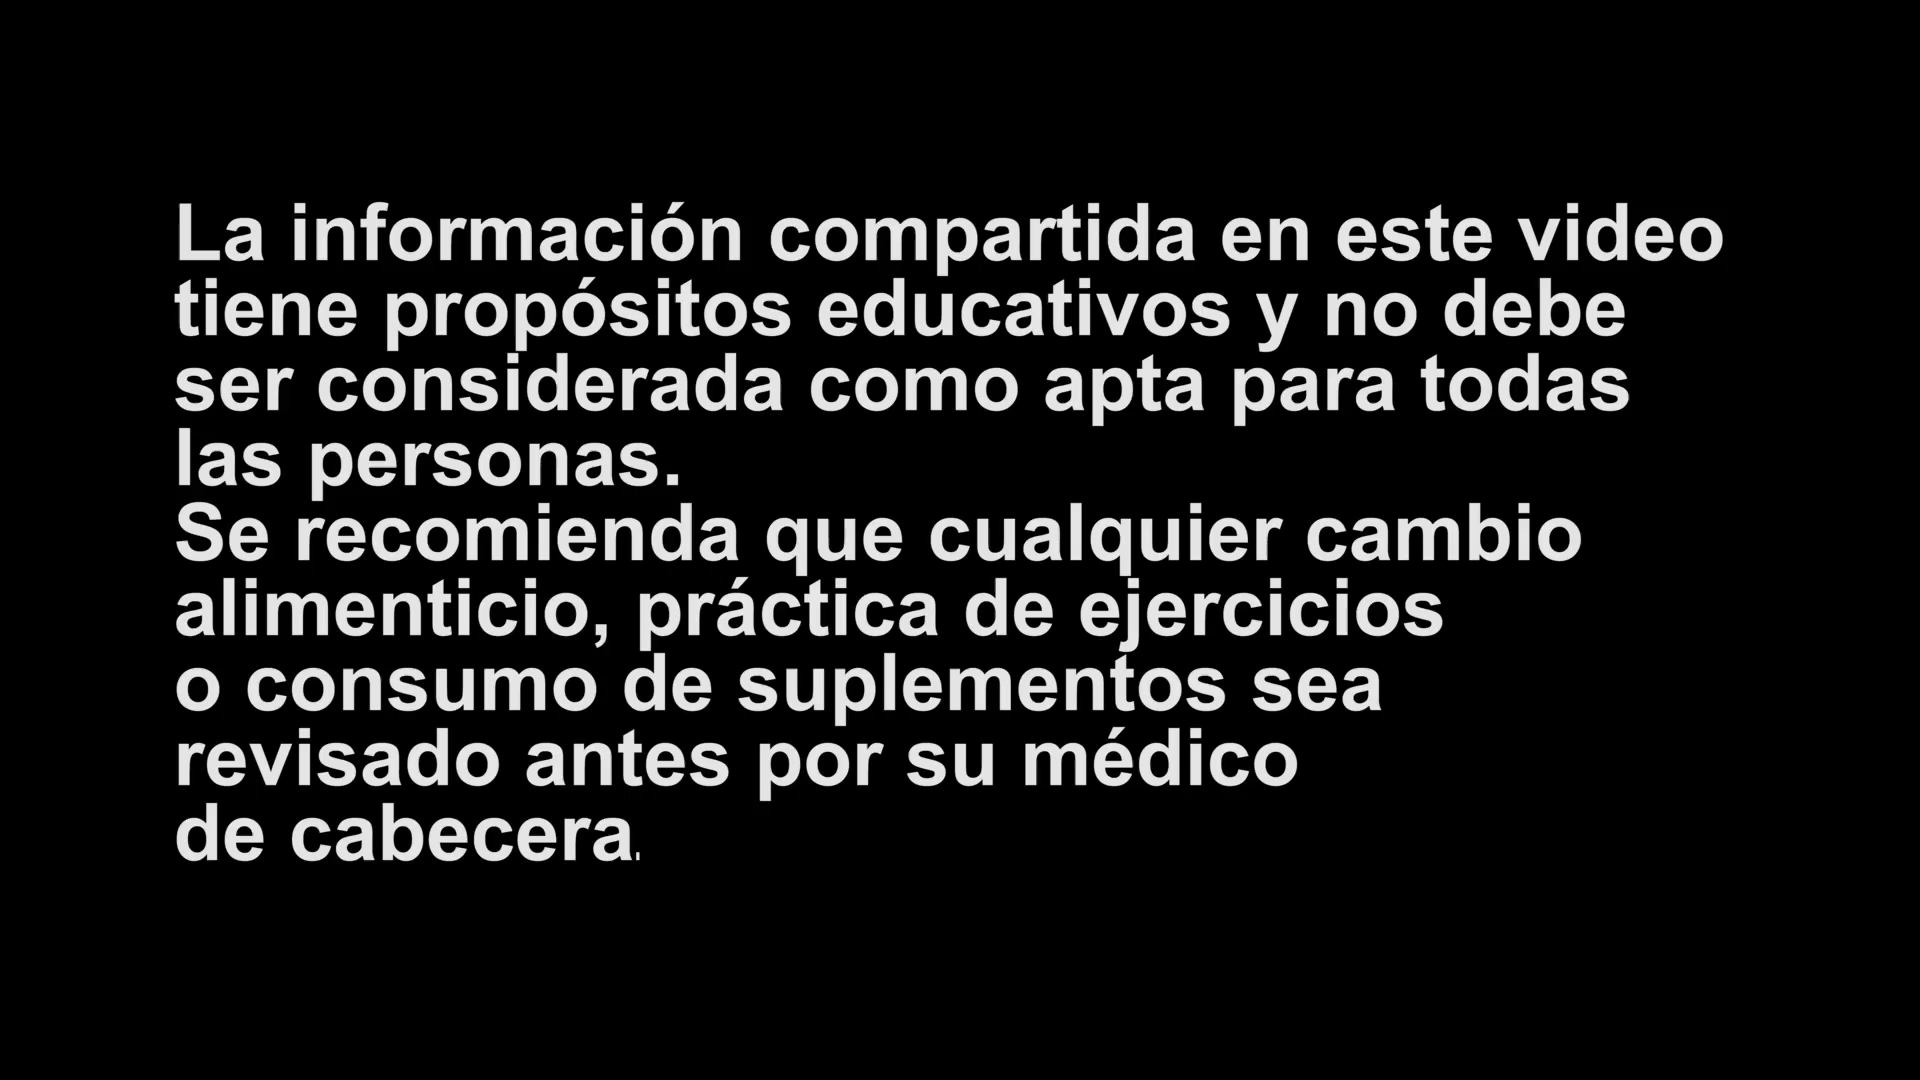 La información compartida en este video
tiene propósitos educativos y no debe
ser considerada como apta para todas
las personas.
Se recomienda que cualquier cambio
alimenticio, práctica de ejercicios
o consumo de suplementos sea
revisado antes por su médico
de cabecera.